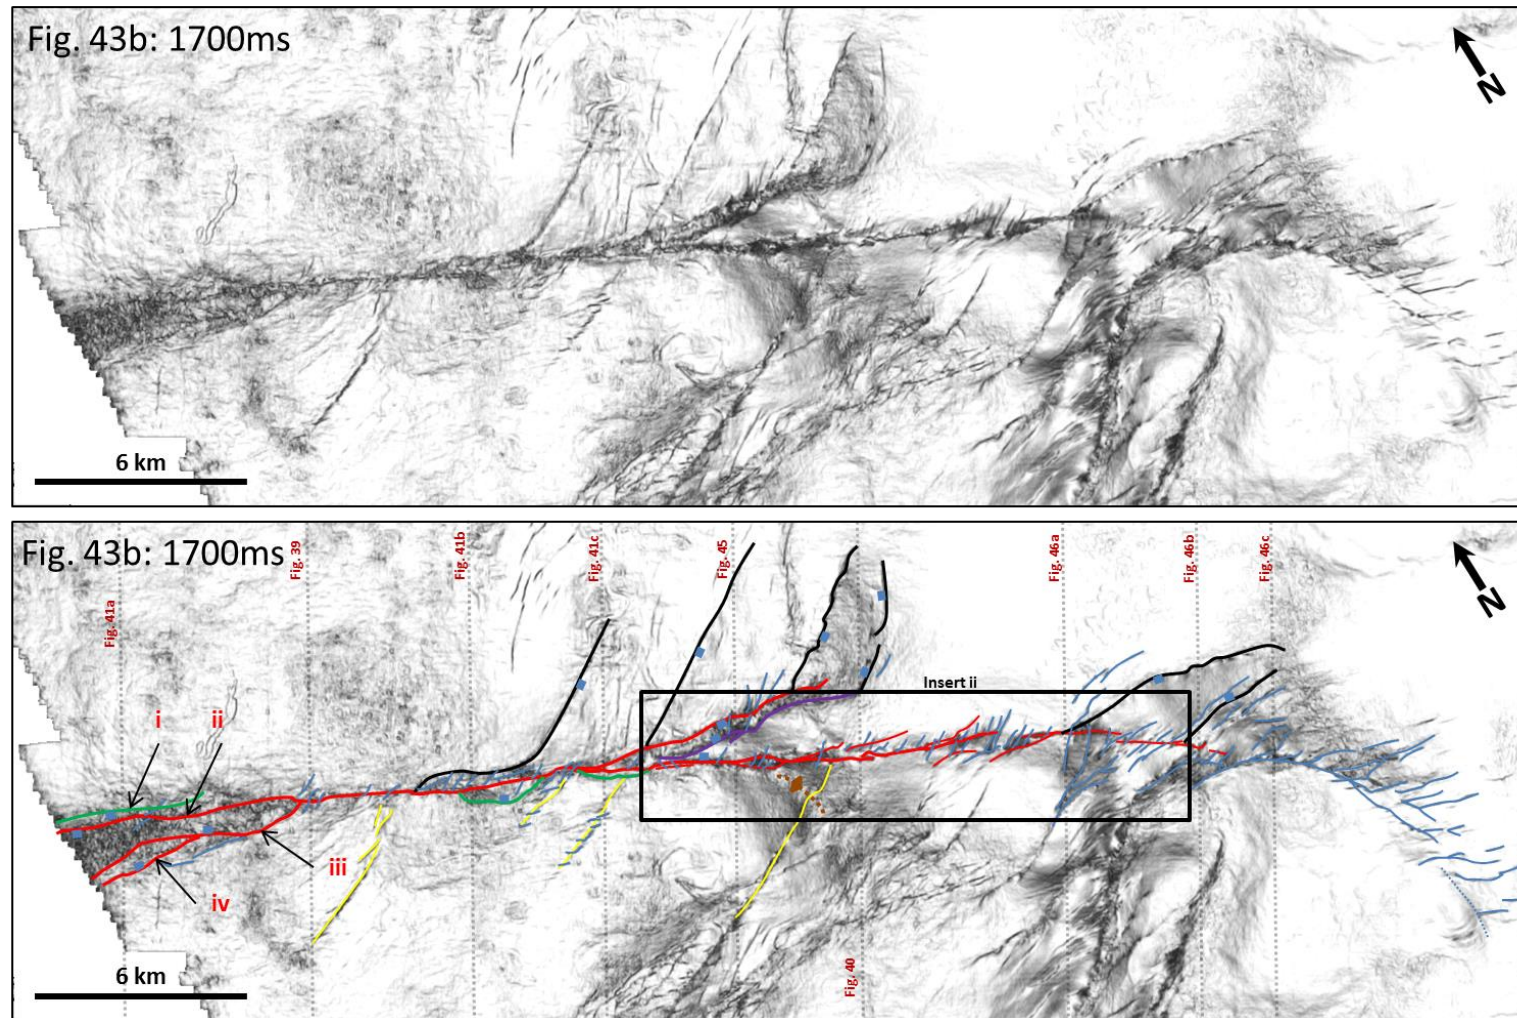 Fig. 43b: 1700ms
N
6 km
Fig. 43b: 1700ms
Fig. 41a
Fig. 39
Fig. 41b
Fig. 41c
Fig. 45
Fig. 46a
Fig. 46b
Fig. 46c
N
Insert ii
i
ii
iii
iv
Fig. 40
6 km